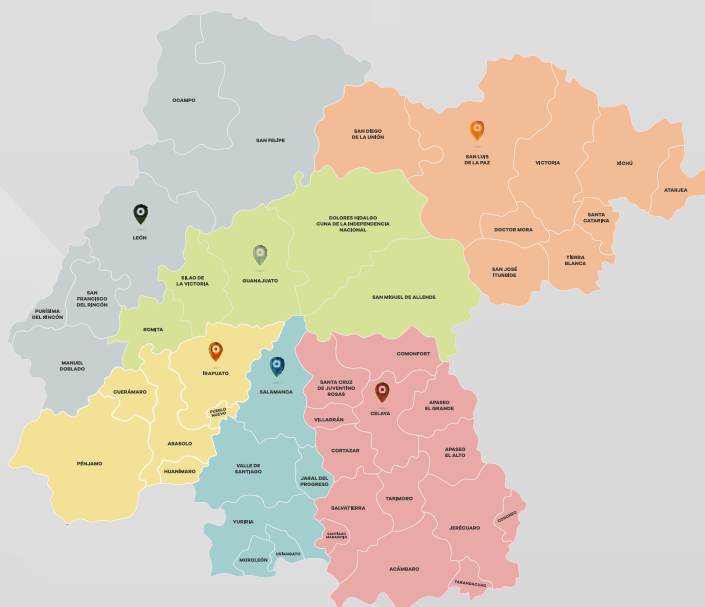 OCAMPO
SAN FELIPE
SAN DIEGO
DE LA UNIÓN
SAN LUIS
DE LA PAZ
VICTORIA
XICHÚ
ATARJEA
LEÓN
DOLORES HIDALGO
CUNA DE LA INDEPENDENCIA
NACIONAL
DOCTOR MORA
SANTA
CATARINA
TIERRA
BLANCA
SAN JOSÉ
ITURBIDE
SILAO DE
LA VICTORIA
GUANAJUATO
SAN MIGUEL DE ALLENDE
SAN
FRANCISCO
DEL RINCÓN
PURÍSIMA
DEL RINCÓN
ROMITA
MANUEL
DOBLADO
IRAPUATO
CUERÁMARO
PUEBLO
NUEVO
SALAMANCA
COMONFORT
SANTA CRUZ
DE JUVENTINO
ROSAS
CELAYA
APASEO
EL GRANDE
VILLAGRÁN
ABASOLO
HUANÍMARO
PÉNJAMO
VALLE DE
SANTIAGO
JARAL DEL
PROGRESO
CORTAZAR
APASEO
EL ALTO
TARIMORO
SALVATIERRA
YURIRIA
SANTIAGO
MARAVATÍO
JERÉCUARO
CORONEO
MOROLEÓN
URIANGATO
ACÁMBARO
TARANDACUAO